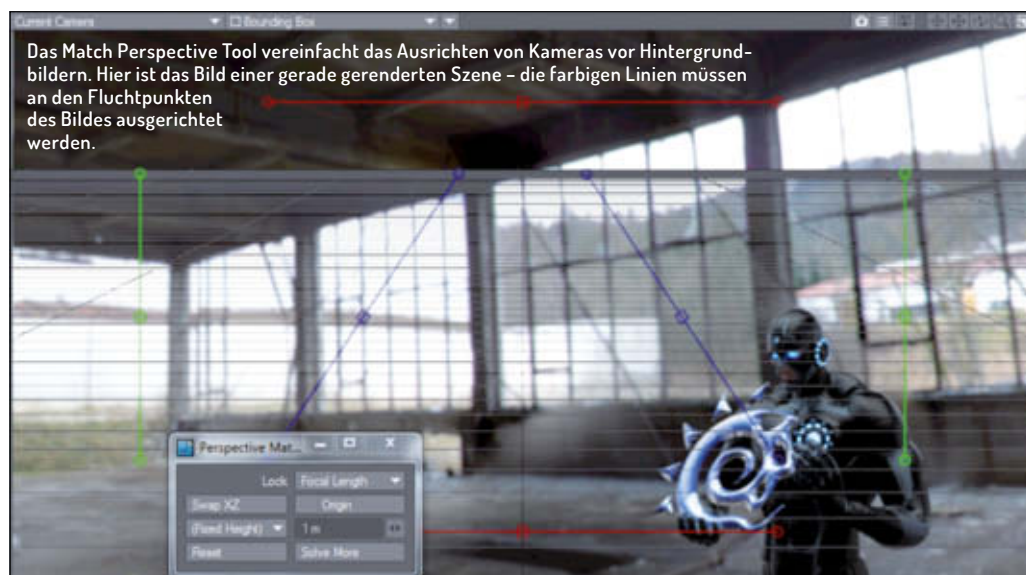 Current Camera
Bounding Box
Das Match Perspective Tool vereinfacht das Ausrichten von Kameras vor Hintergrund-
bildern. Hier ist das Bild einer gerade gerenderten Szene – die farbigen Linien müssen
an den Fluchtpunkten
des Bildes ausgerichtet
werden.
Perspective Mat...
Lock Focal Length
Swap XZ Origin
(Fixed Height) 1 m
Reset Solve More